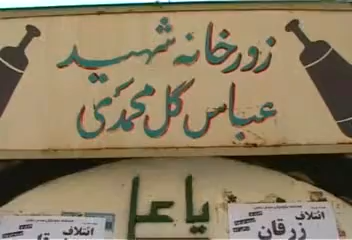 زورخانه شهید
عباس گل محمدی
یا علی
ائتلاف
زرقان
ائتلاف